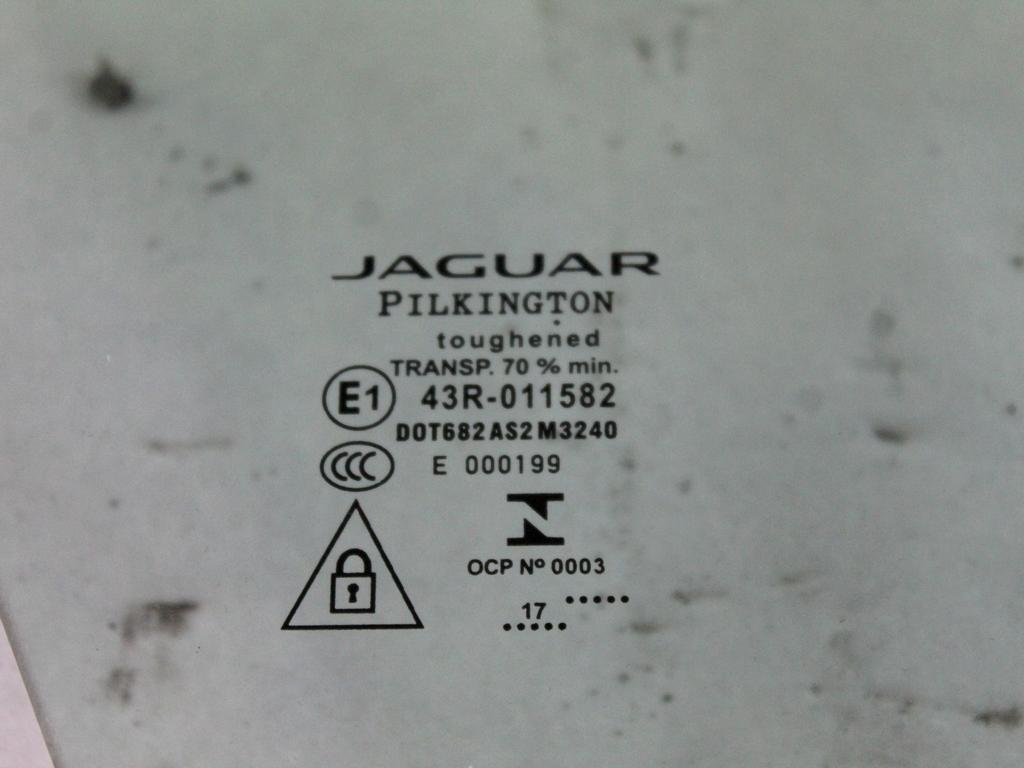 JAGUAR
PILKINGTON
toughened
TRANSP. 70 % min.
E1 43R-011582
DOT682 AS2 M3240
CCC E 000199
OCP Nº 0003
17